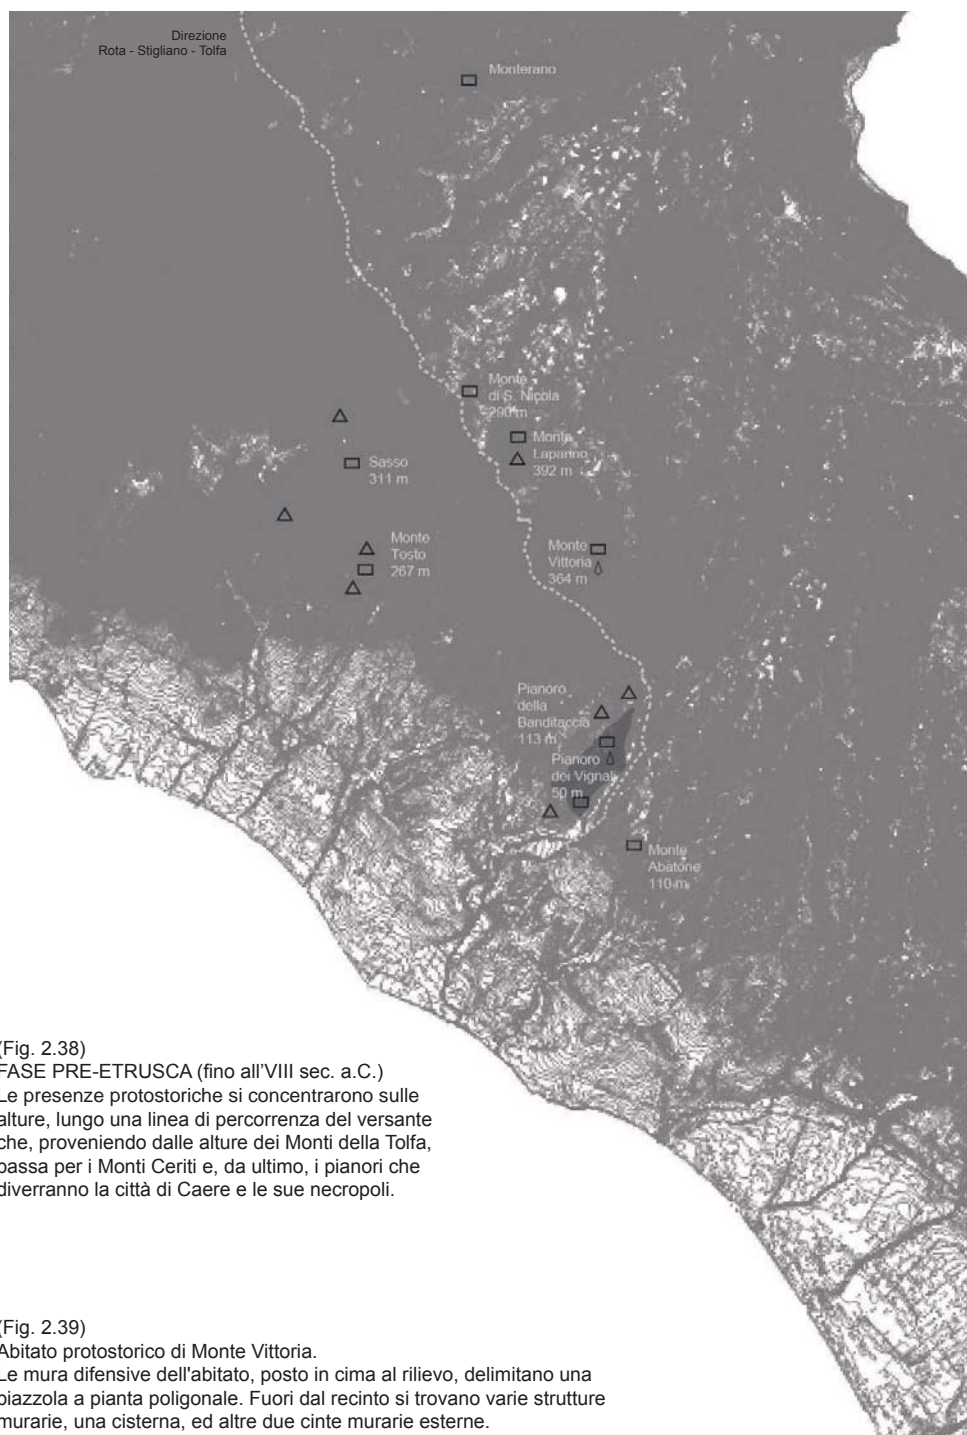 Direzione
Rota - Stigliano - Tolfa
Monterano
Monte
di S. Nicola
290 m
Monte
Laparino
392 m
Sasso
311 m
Monte
Tosto
267 m
Monte
Vittoria
364 m
Pianoro
della
Banditaccia
113 m
Pianoro
dei Vignali
50 m
Monte
Abatone
110 m
(Fig. 2.38)
FASE PRE-ETRUSCA (fino all'VIII sec. a.C.)
Le presenze protostoriche si concentrarono sulle
alture, lungo una linea di percorrenza del versante
che, proveniendo dalle alture dei Monti della Tolfa,
passa per i Monti Ceriti e, da ultimo, i pianori che
diverranno la città di Caere e le sue necropoli.
(Fig. 2.39)
Abitato protostorico di Monte Vittoria.
Le mura difensive dell'abitato, posto in cima al rilievo, delimitano una
piazzola a pianta poligonale. Fuori dal recinto si trovano varie strutture
murarie, una cisterna, ed altre due cinte murarie esterne.